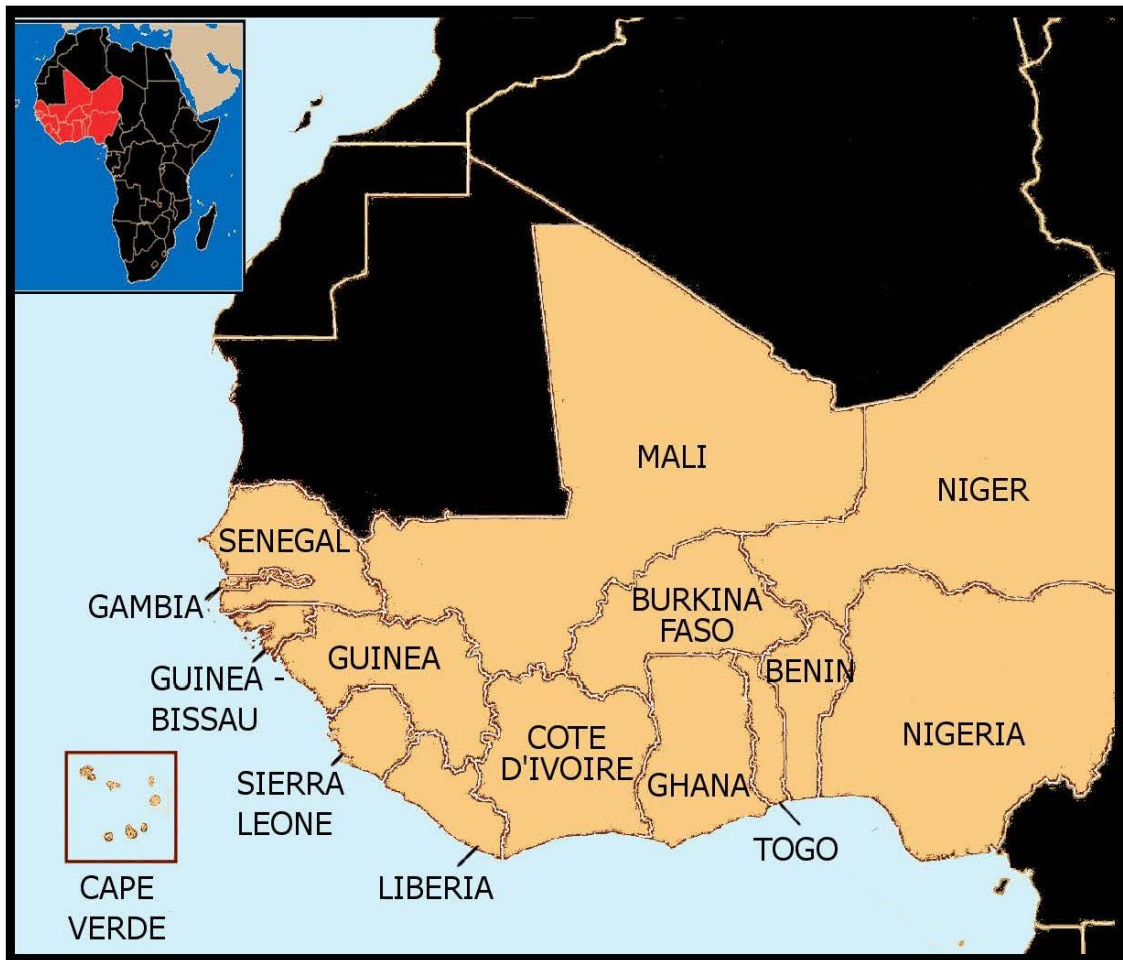 MALI
NIGER
SENEGAL
GAMBIA
BURKINA
FASO
GUINEA
BENIN
GUINEA -
BISSAU
COTE
D'IVOIRE
NIGERIA
GHANA
SIERRA
LEONE
TOGO
LIBERIA
CAPE
VERDE